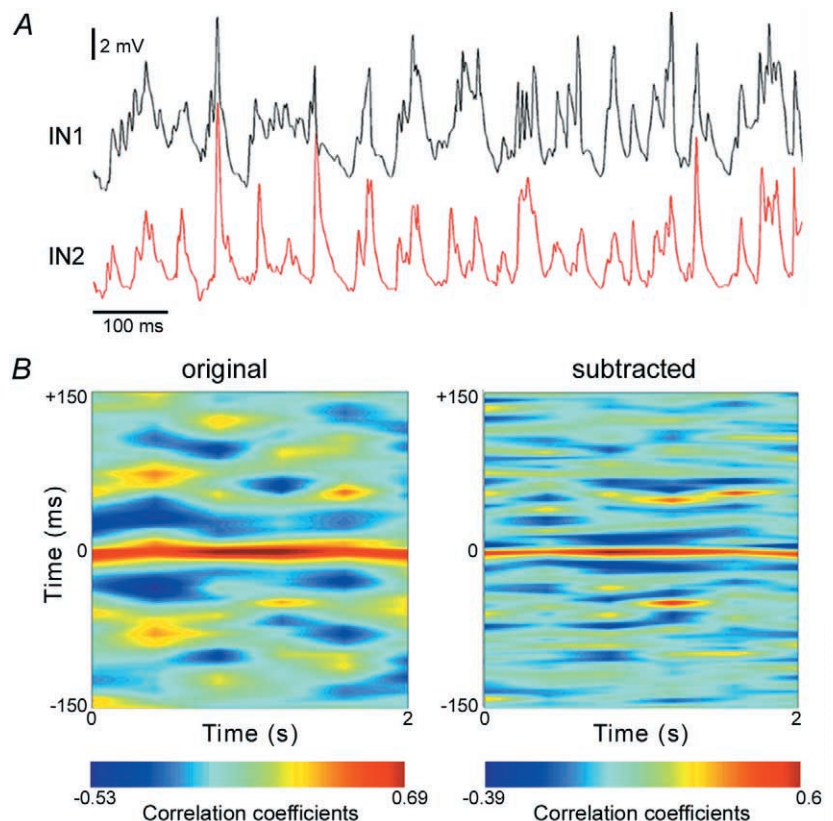 A
2 mV
IN1
IN2
100 ms
B
original
subtracted
+150
+150
Time (ms)
0
0
-150
-150
0
2
0
2
Time (s)
Time (s)
-0.53
0.69
-0.39
0.6
Correlation coefficients
Correlation coefficients